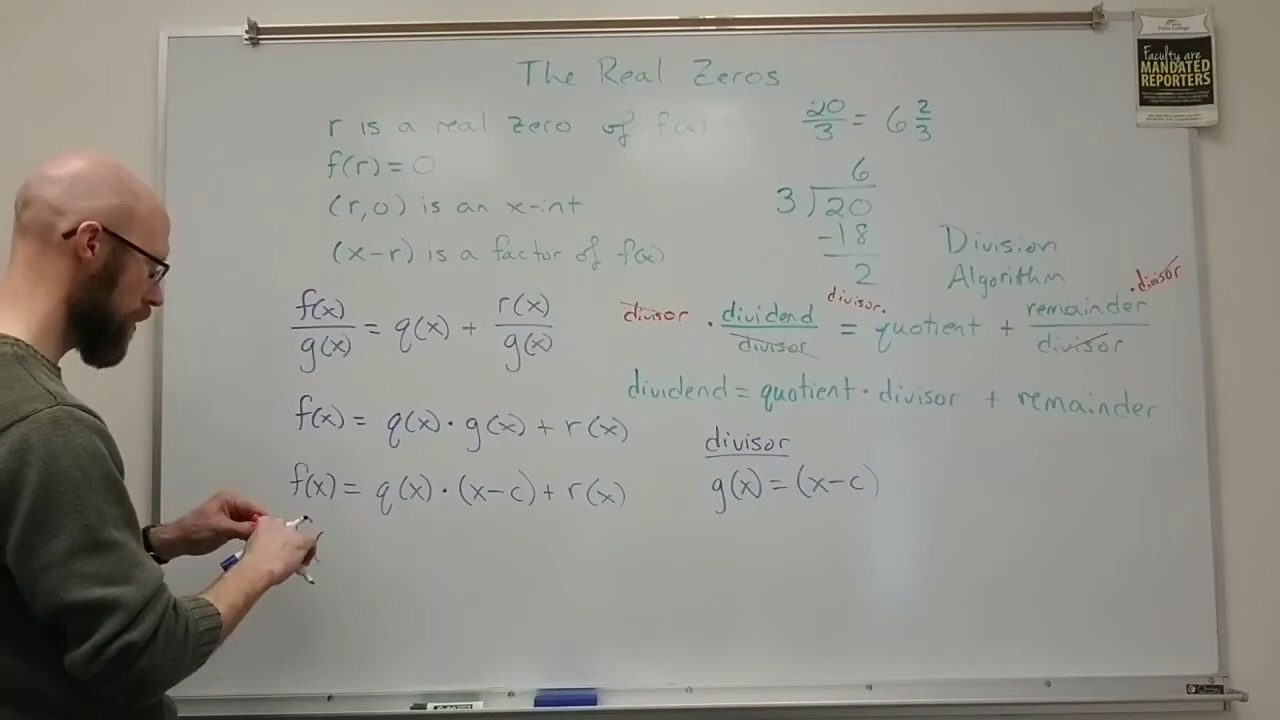 The Real Zeros
r is a real zero of f(x)
f(r) = 0
(r,0) is an x-int
(x-r) is a factor of f(x)
f(x)/g(x) = q(x) + r(x)/g(x)
f(x) = q(x) · g(x) + r(x)
f(x) = q(x) · (x-c) + r(x)
20/3 = 6 2/3
6
3 ) 20
-18
2
Division
Algorithm
divisor · dividend/divisor = divisor · quotient + remainder/divisor · divisor
dividend = quotient · divisor + remainder
divisor
g(x) = (x-c)
Faculty are
MANDATED
REPORTERS